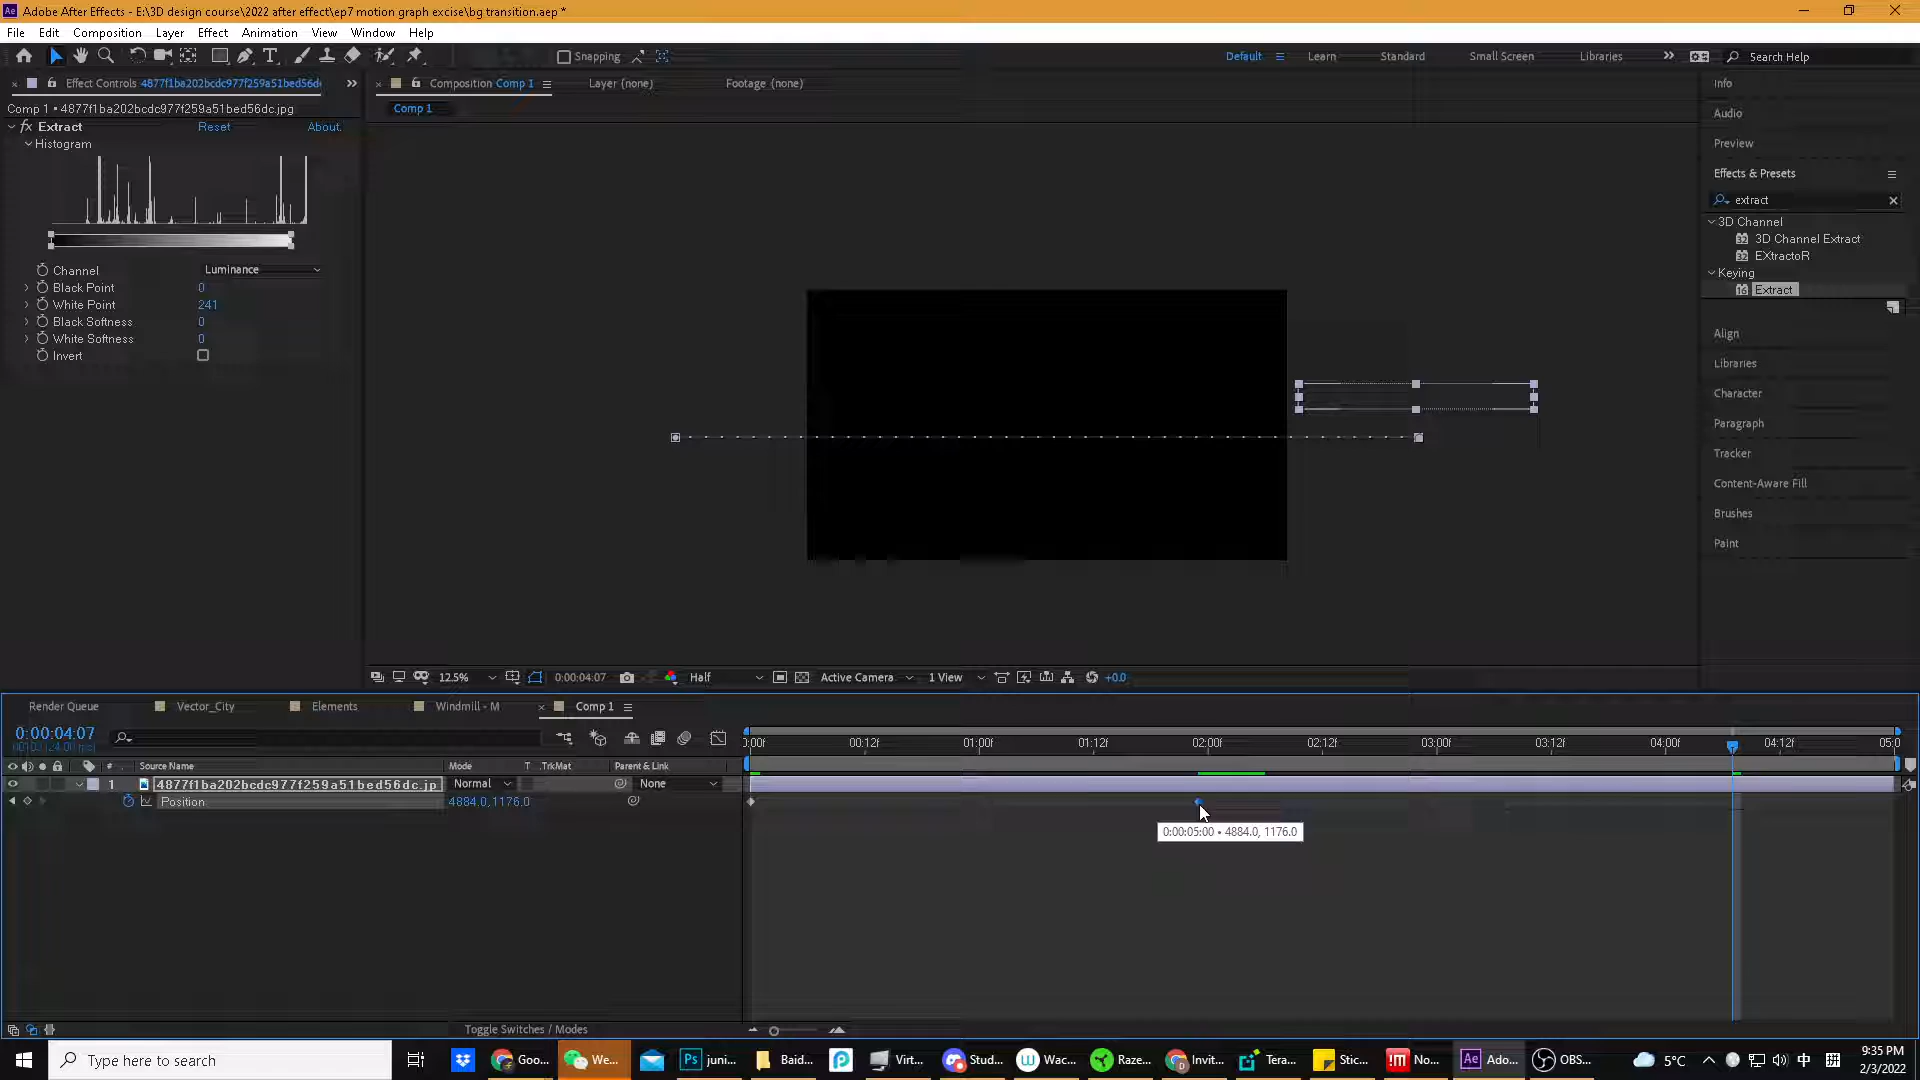 Adobe After Effects - E:\3D design course\2022 after effect\ep7 motion graph excise\bg transition.aep *
File Edit Composition Layer Effect Animation View Window Help
Snapping
Default
Learn
Standard
Small Screen
Libraries
Search Help
Effect Controls 4877f1ba202bcdc977f259a51bed56d
Composition Comp 1
Layer (none)
Footage (none)
Comp 1 • 4877f1ba202bcdc977f259a51bed56dc.jpg
Comp 1
fx Extract
Reset
About.
Histogram
Channel
Luminance
Black Point
0
White Point
241
Black Softness
0
White Softness
0
Invert
Info
Audio
Preview
Effects & Presets
extract
3D Channel
3D Channel Extract
EXtractoR
Keying
Extract
Align
Libraries
Character
Paragraph
Tracker
Content-Aware Fill
Brushes
Paint
12.5%
0:00:04:07
Half
Active Camera
1 View
+0.0
Render Queue
Vector_City
Elements
Windmill - M
Comp 1
0:00:04:07
00:12f
01:00f
01:12f
02:00f
02:12f
03:00f
03:12f
04:00f
04:12f
05:0
# Source Name
Mode
T .TrkMat
Parent & Link
1
4877f1ba202bcdc977f259a51bed56dc.jp
Normal
None
Position
4884.0,1176.0
0:00:05:00 • 4884.0, 1176.0
Toggle Switches / Modes
Type here to search
Goo...
We...
Ps juni...
Baid...
Virt...
Stud...
Wac...
Raze...
Invit...
Tera...
Stic...
No...
Ae Ado...
OBS...
5°C
中
9:35 PM
2/3/2022